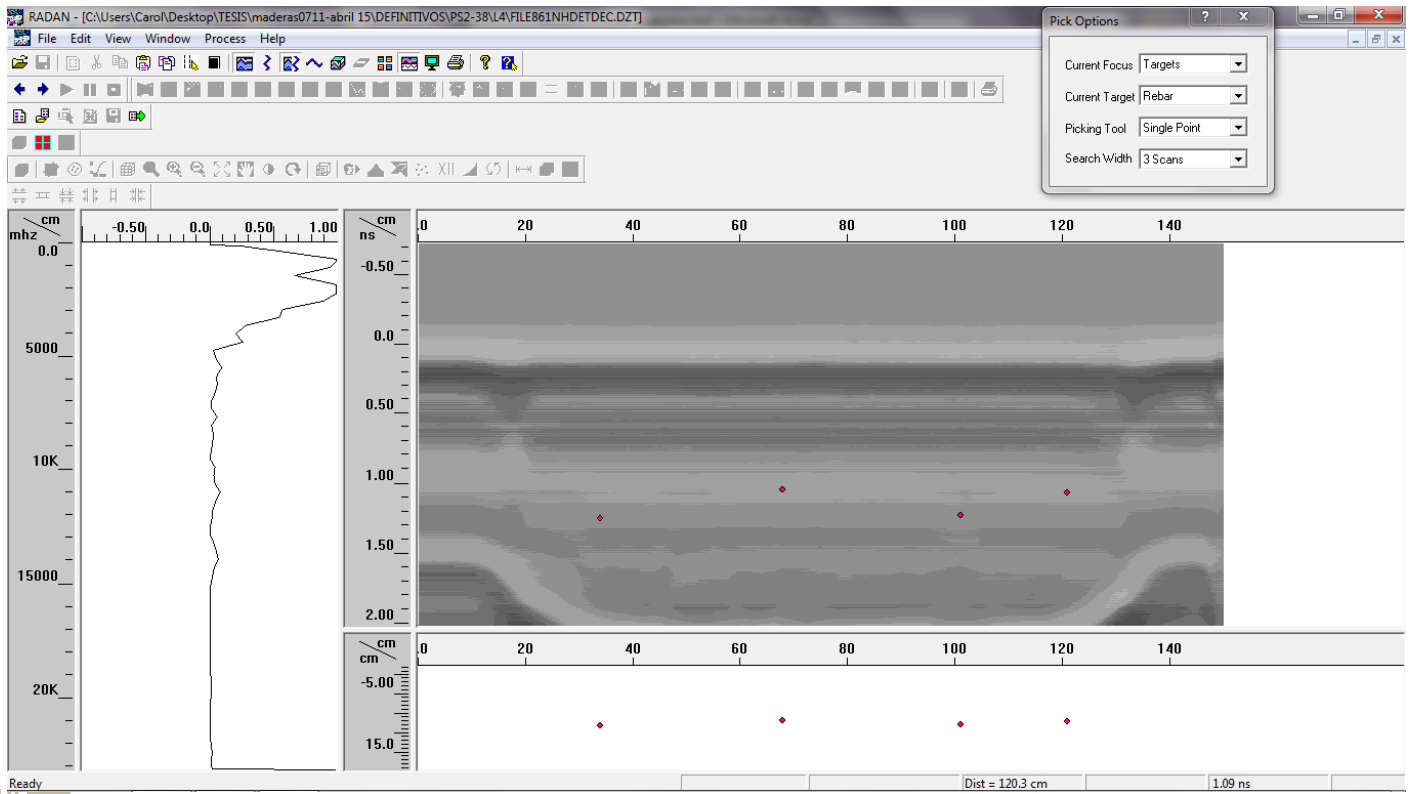 RADAN - [C:\Users\Carol\Desktop\TESIS\maderas0711-abril 15\DEFINITIVOS\PS2-38\L4\FILE861NHDETDEC.DZT]
File Edit View Window Process Help
Pick Options
Current Focus Targets
Current Target Rebar
Picking Tool Single Point
Search Width 3 Scans
XII
cm
mhz
-0.50 0.0 0.50 1.00
0.0
5000
10K
15000
20K
cm
ns
.0 20 40 60 80 100 120 140
-0.50
0.0
0.50
1.00
1.50
2.00
cm
cm
.0 20 40 60 80 100 120 140
-5.00
15.0
Ready
Dist = 120.3 cm
1.09 ns